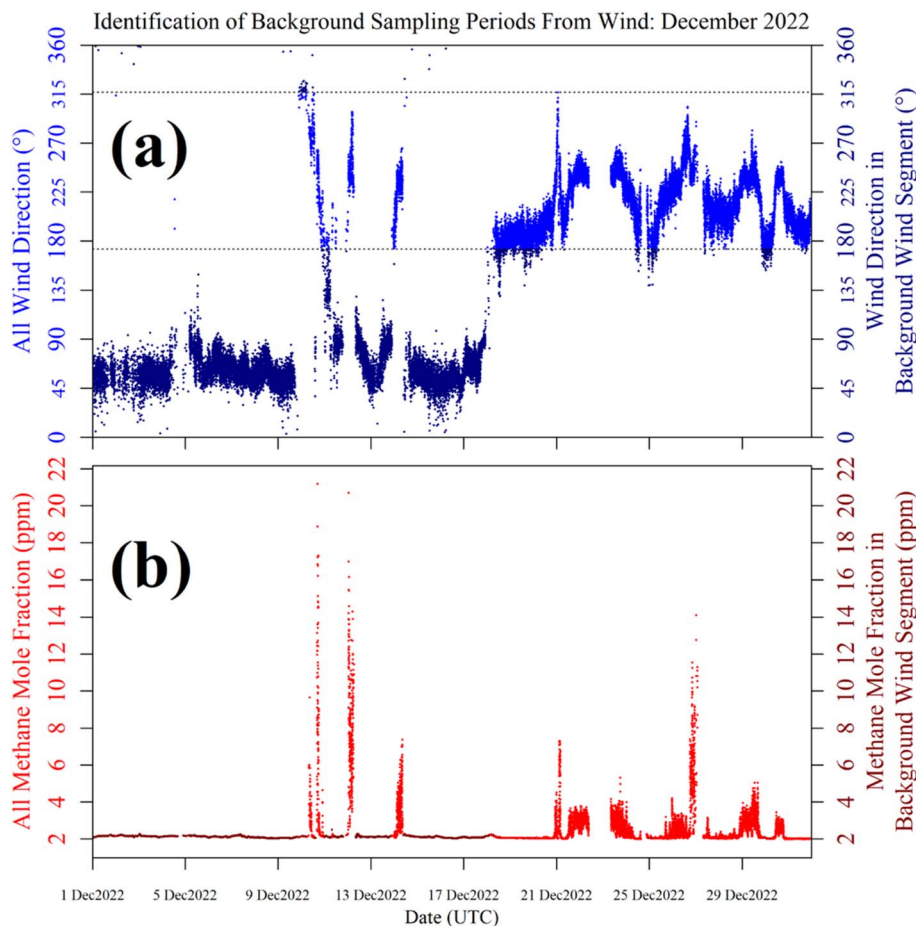 Identification of Background Sampling Periods From Wind: December 2022
(a)
All Wind Direction (°)
0
45
90
135
180
225
270
315
360
Wind Direction in
Background Wind Segment (°)
0
45
90
135
180
225
270
315
360
(b)
All Methane Mole Fraction (ppm)
2
4
6
8
10
12
14
16
18
20
22
Methane Mole Fraction in
Background Wind Segment (ppm)
2
4
6
8
10
12
14
16
18
20
22
1 Dec2022
5 Dec2022
9 Dec2022
13 Dec2022
17 Dec2022
21 Dec2022
25 Dec2022
29 Dec2022
Date (UTC)